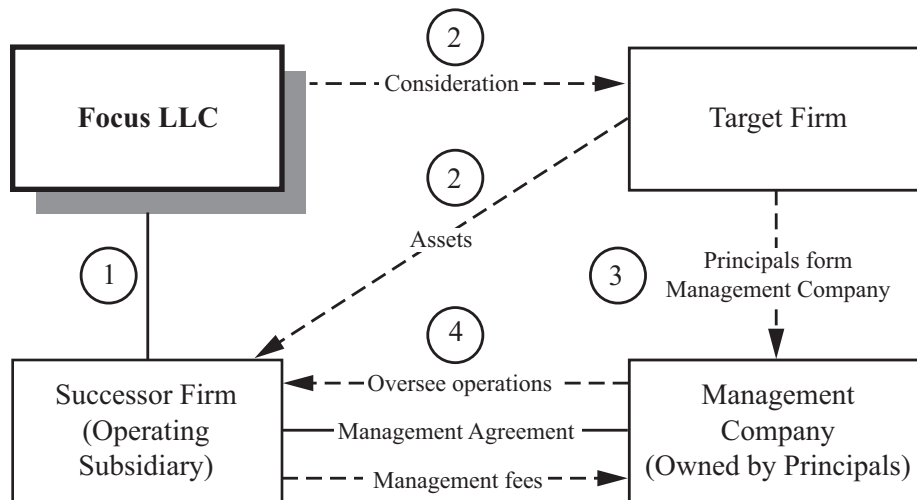 2
Consideration
Focus LLC
Target Firm
2
Assets
1
3
Principals form
Management Company
4
Successor Firm
(Operating
Subsidiary)
Oversee operations
Management Agreement
Management fees
Management
Company
(Owned by Principals)